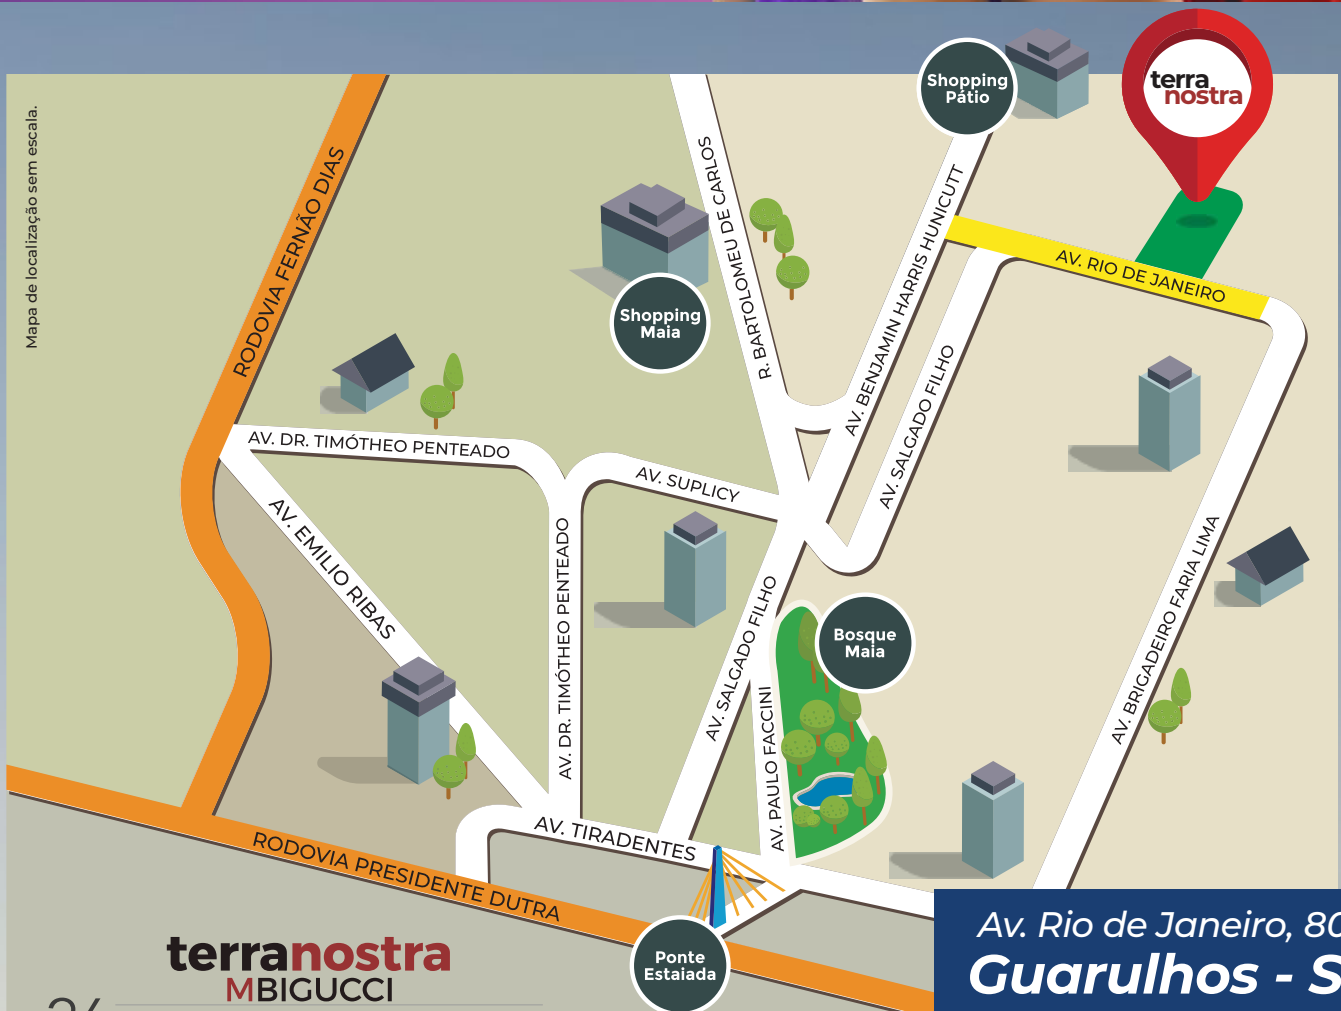 Shopping
Pátio
terra
nostra
Mapa de localização sem escala.
RODOVIA FERNÃO DIAS
R. BARTOLOMEU DE CARLOS
AV. BENJAMIN HARRIS HUNICUTT
AV. RIO DE JANEIRO
Shopping
Maia
AV. SALGADO FILHO
AV. DR. TIMÓTHEO PENTEADO
AV. SUPLICY
AV. EMILIO RIBAS
AV. DR. TIMÓTHEO PENTEADO
AV. SALGADO FILHO
Bosque
Maia
AV. PAULO FACCINI
AV. BRIGADEIRO FARIA LIMA
AV. TIRADENTES
RODOVIA PRESIDENTE DUTRA
Ponte
Estaiada
terranostra
MBIGUCCI
Av. Rio de Janeiro, 80
Guarulhos - S